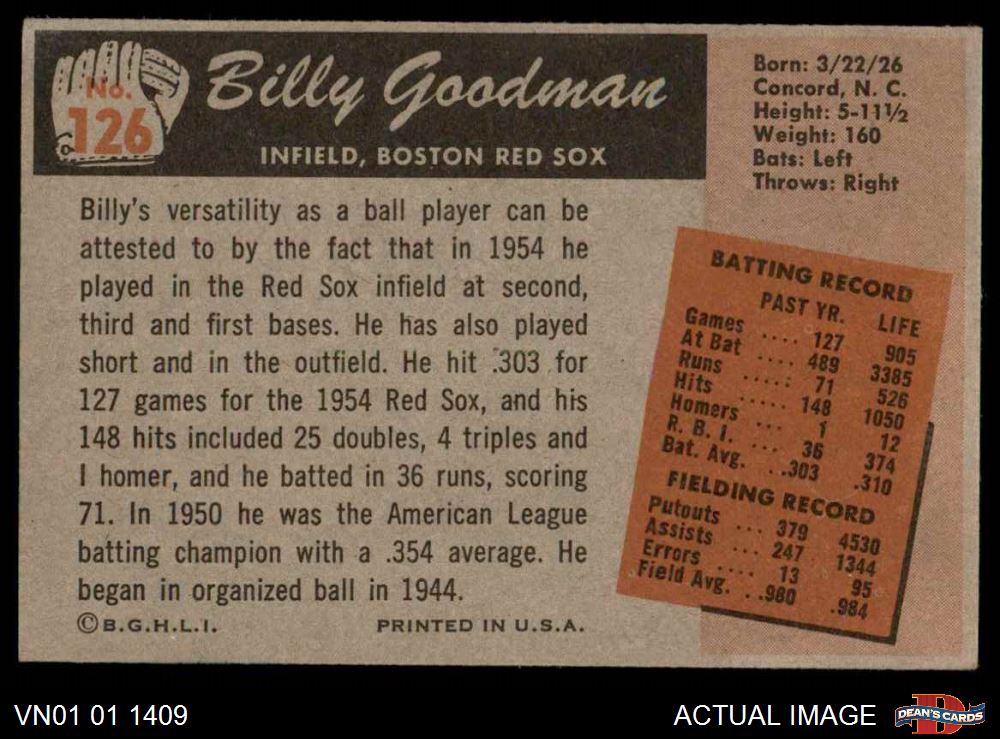 No.
126
Billy Goodman
INFIELD, BOSTON RED SOX
Born: 3/22/26
Concord, N. C.
Height: 5-11½
Weight: 160
Bats: Left
Throws: Right
Billy's versatility as a ball player can be
attested to by the fact that in 1954 he
played in the Red Sox infield at second,
third and first bases. He has also played
short and in the outfield. He hit .303 for
127 games for the 1954 Red Sox, and his
148 hits included 25 doubles, 4 triples and
1 homer, and he batted in 36 runs, scoring
71. In 1950 he was the American League
batting champion with a .354 average. He
began in organized ball in 1944.
©B.G.H.L.I. PRINTED IN U.S.A.
BATTING RECORD
PAST YR. LIFE
Games .... 127 905
At Bat .... 489 3385
Runs ....: 71 526
Hits ..... 148 1050
Homers ... 1 12
R. B. I. ... 36 374
Bat. Avg. ..303 .310
FIELDING RECORD
Putouts ... 379 4530
Assists ... 247 1344
Errors .... 13 95
Field Avg. ..980 .984
VN01 01 1409
ACTUAL IMAGE
D
DEAN'S CARDS